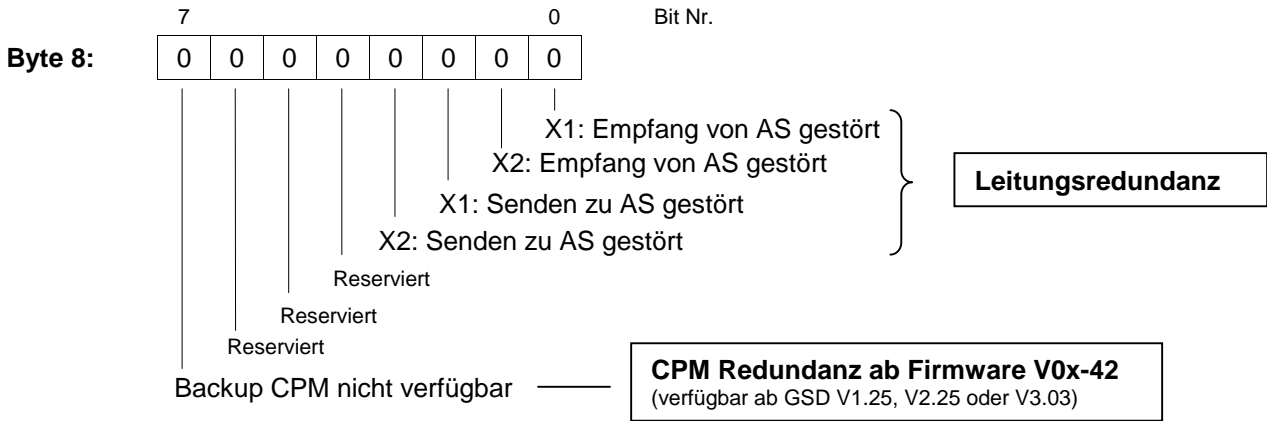 7 0 Bit Nr.
Byte 8: 0 0 0 0 0 0 0 0
X1: Empfang von AS gestört
X2: Empfang von AS gestört
Leitungsredundanz
X1: Senden zu AS gestört
X2: Senden zu AS gestört
Reserviert
Reserviert
Reserviert
Backup CPM nicht verfügbar
CPM Redundanz ab Firmware V0x-42
(verfügbar ab GSD V1.25, V2.25 oder V3.03)